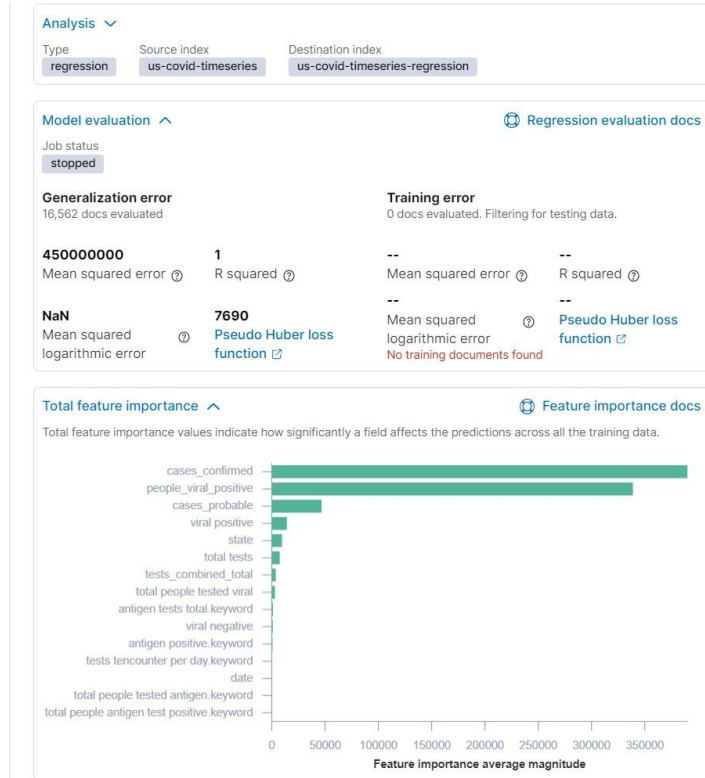 Analysis
Type Source index Destination index
regression us-covid-timeseries us-covid-timeseries-regression
Model evaluation Regression evaluation docs
Job status
stopped
Generalization error
16,562 docs evaluated
Training error
0 docs evaluated. Filtering for testing data.
450000000 1
Mean squared error ? R squared ?
NaN 7690
Mean squared ? Pseudo Huber loss
logarithmic error function
-- --
Mean squared error ? R squared ?
-- --
Mean squared ? Pseudo Huber loss
logarithmic error function
No training documents found
Total feature importance Feature importance docs
Total feature importance values indicate how significantly a field affects the predictions across all the training data.
cases_confirmed
people_viral_positive
cases_probable
viral positive
state
total tests
tests_combined_total
total people tested viral
antigen tests total.keyword
viral negative
antigen positive.keyword
tests tencounter per day.keyword
date
total people tested antigen.keyword
total people antigen test positive.keyword
0 50000 100000 150000 200000 250000 300000 350000
Feature importance average magnitude